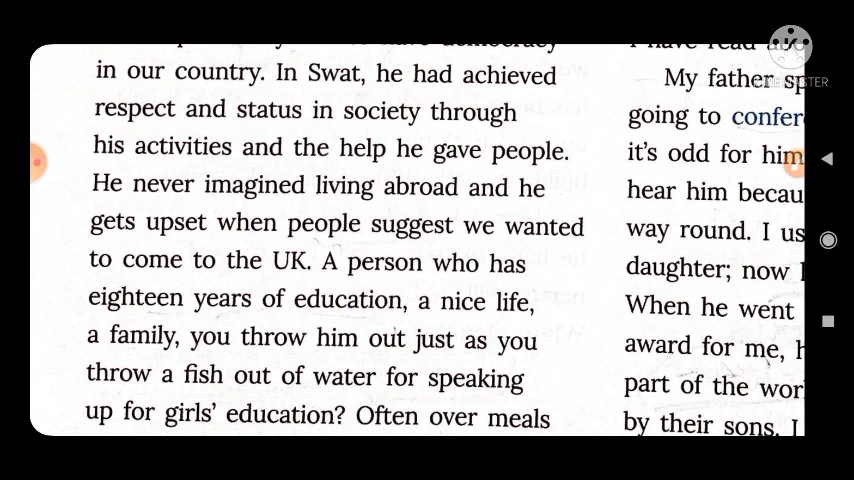 democracy
in our country. In Swat, he had achieved
respect and status in society through
his activities and the help he gave people.
He never imagined living abroad and he
gets upset when people suggest we wanted
to come to the UK. A person who has
eighteen years of education, a nice life,
a family, you throw him out just as you
throw a fish out of water for speaking
up for girls' education? Often over meals
I have read
My father sp
going to confer
it's odd for him
hear him becau
way round. I us
daughter; now
When he went
award for me, h
part of the wor
by their sons. I